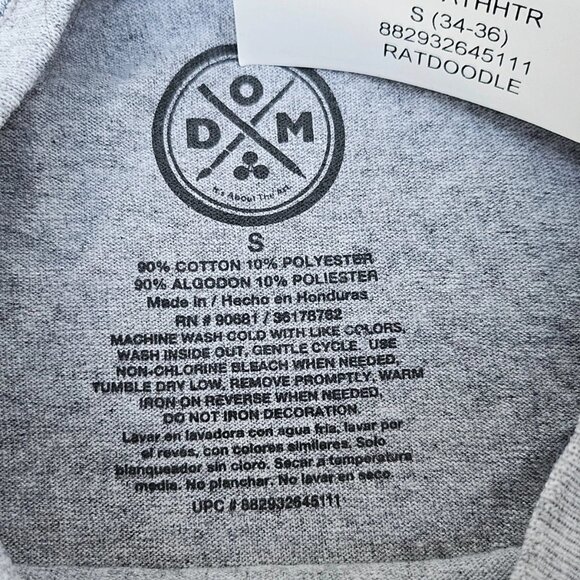 S (34-36)
882932645111
RATDOODLE
D O M
It's About The Art
S
90% COTTON 10% POLYESTER
90% ALGODON 10% POLIESTER
Made in / Hecho en Honduras
RN # 90681 / 36178762
MACHINE WASH COLD WITH LIKE COLORS,
WASH INSIDE OUT, GENTLE CYCLE. USE
NON-CHLORINE BLEACH WHEN NEEDED,
TUMBLE DRY LOW, REMOVE PROMPTLY, WARM
IRON ON REVERSE WHEN NEEDED,
DO NOT IRON DECORATION.
Lavar en lavadora con agua fria, lavar por
el revés, con colores similares. Solo
blanqueador sin cloro. Secar a temperatura
media. No planchar. No lavar en seco
UPC # 882932645111